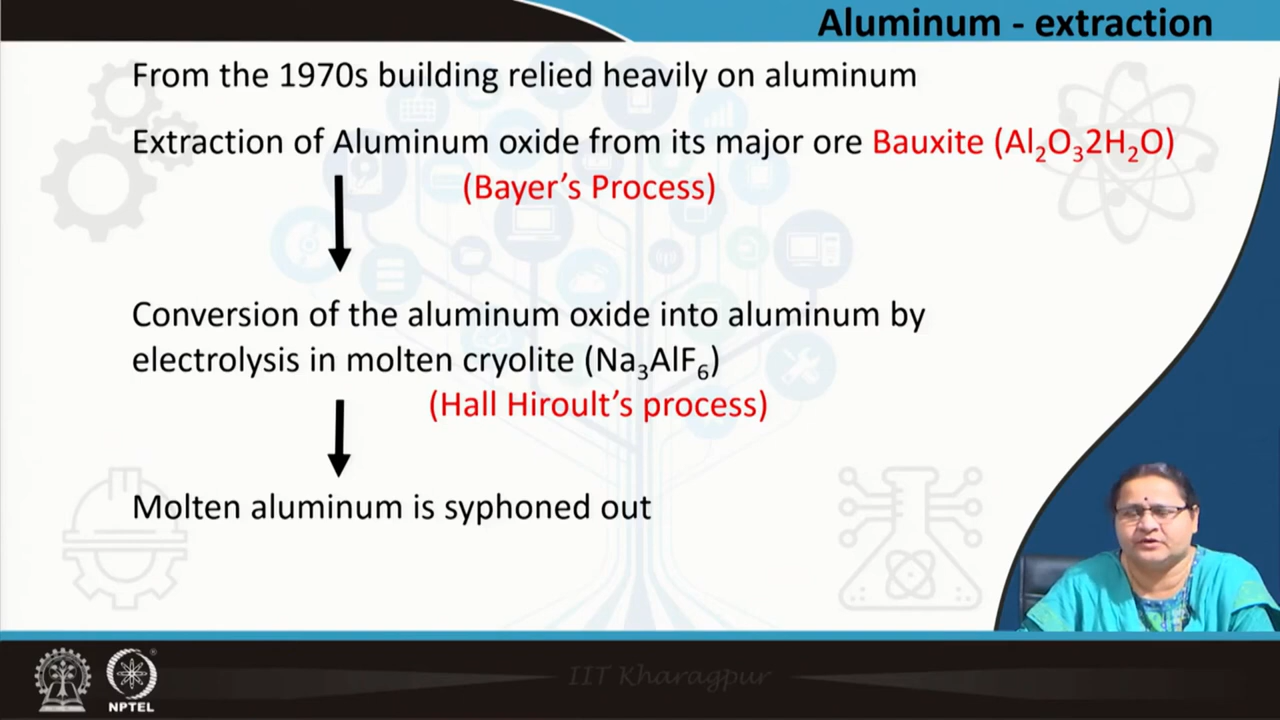 Aluminum - extraction
From the 1970s building relied heavily on aluminum
Extraction of Aluminum oxide from its major ore Bauxite (Al₂O₃2H₂O)
(Bayer’s Process)
Conversion of the aluminum oxide into aluminum by
electrolysis in molten cryolite (Na₃AlF₆)
(Hall Hiroult’s process)
Molten aluminum is syphoned out
IIT Kharagpur
NPTEL